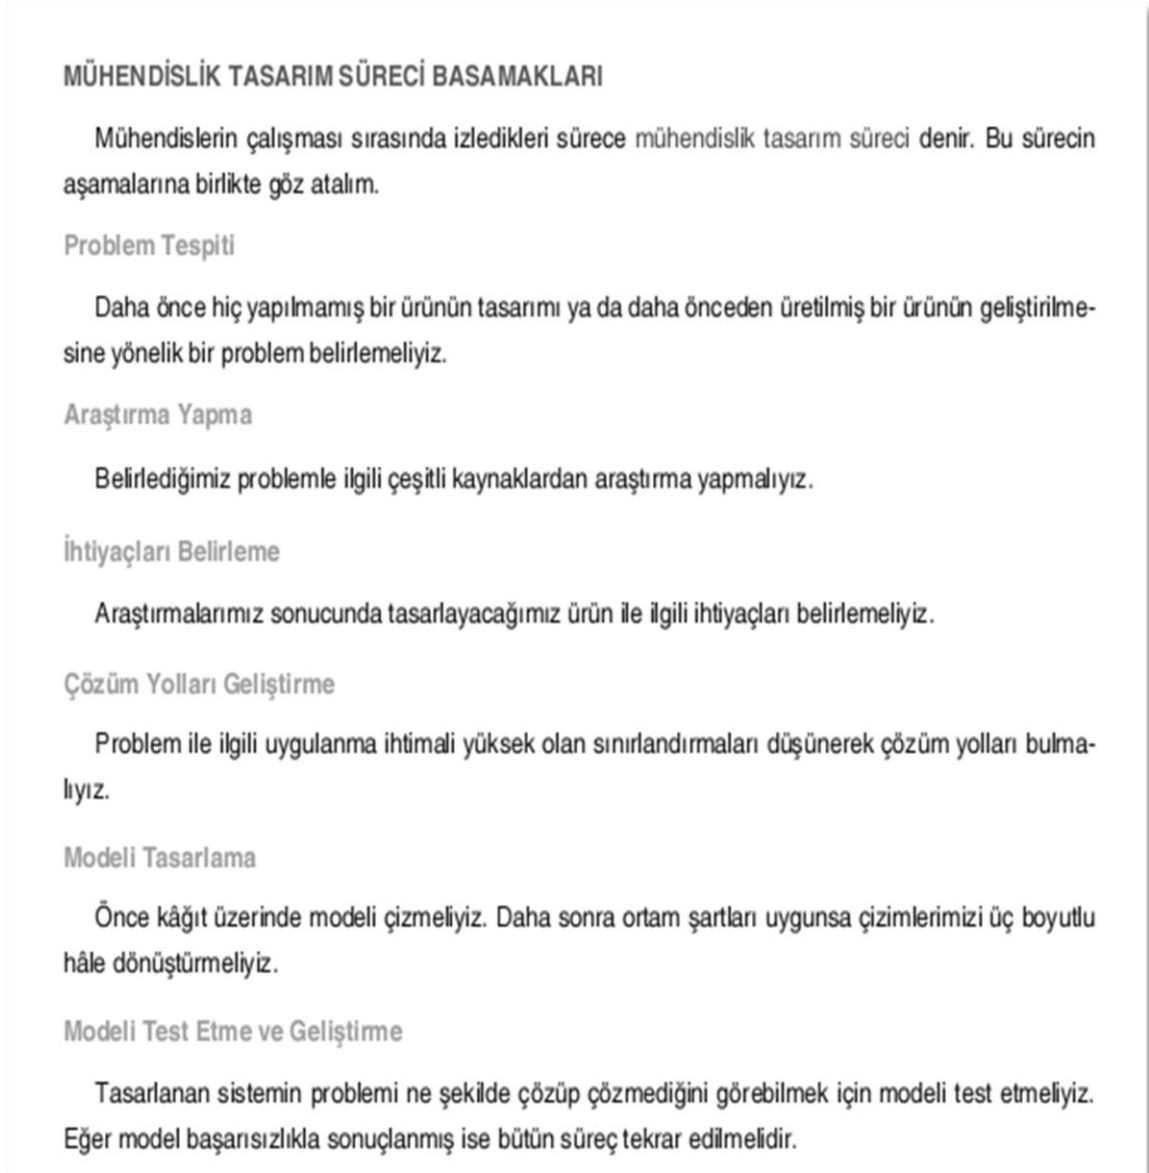 MÜHENDİSLİK TASARIM SÜRECİ BASAMAKLARI
Mühendislerin çalışması sırasında izledikleri sürece mühendislik tasarım süreci denir. Bu sürecin
aşamalarına birlikte göz atalım.
Problem Tespiti
Daha önce hiç yapılmamış bir ürünün tasarımı ya da daha önceden üretilmiş bir ürünün geliştirilme-
sine yönelik bir problem belirlemeliyiz.
Araştırma Yapma
Belirlediğimiz problemle ilgili çeşitli kaynaklardan araştırma yapmalıyız.
İhtiyaçları Belirleme
Araştırmalarımız sonucunda tasarlayacağımız ürün ile ilgili ihtiyaçları belirlemeliyiz.
Çözüm Yolları Geliştirme
Problem ile ilgili uygulanma ihtimali yüksek olan sınırlandırmaları düşünerek çözüm yolları bulma-
lıyız.
Modeli Tasarlama
Önce kâğıt üzerinde modeli çizmeliyiz. Daha sonra ortam şartları uygunsa çizimlerimizi üç boyutlu
hâle dönüştürmeliyiz.
Modeli Test Etme ve Geliştirme
Tasarlanan sistemin problemi ne şekilde çözüp çözmediğini görebilmek için modeli test etmeliyiz.
Eğer model başarısızlıkla sonuçlanmış ise bütün süreç tekrar edilmelidir.